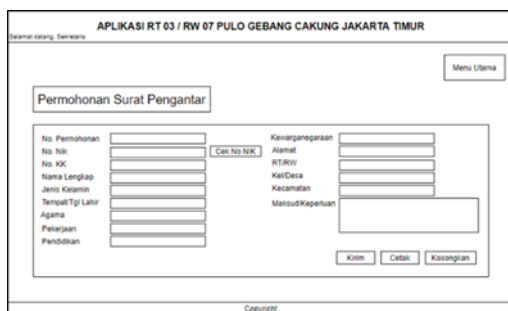 APLIKASI RT 03 / RW 07 PULO GEBANG CAKUNG JAKARTA TIMUR
Selamat datang, Sekretaris
Menu Utama
Permohonan Surat Pengantar
No. Permohonan
No. Nik
Cek No NIK
No. KK
Nama Lengkap
Jenis Kelamin
Tempat/Tgl Lahir
Agama
Pekerjaan
Pendidikan
Kewarganegaraan
Alamat
RT/RW
Kel/Desa
Kecamatan
Maksud/Keperluan
Kirim
Cetak
Kosongkan
Copyright